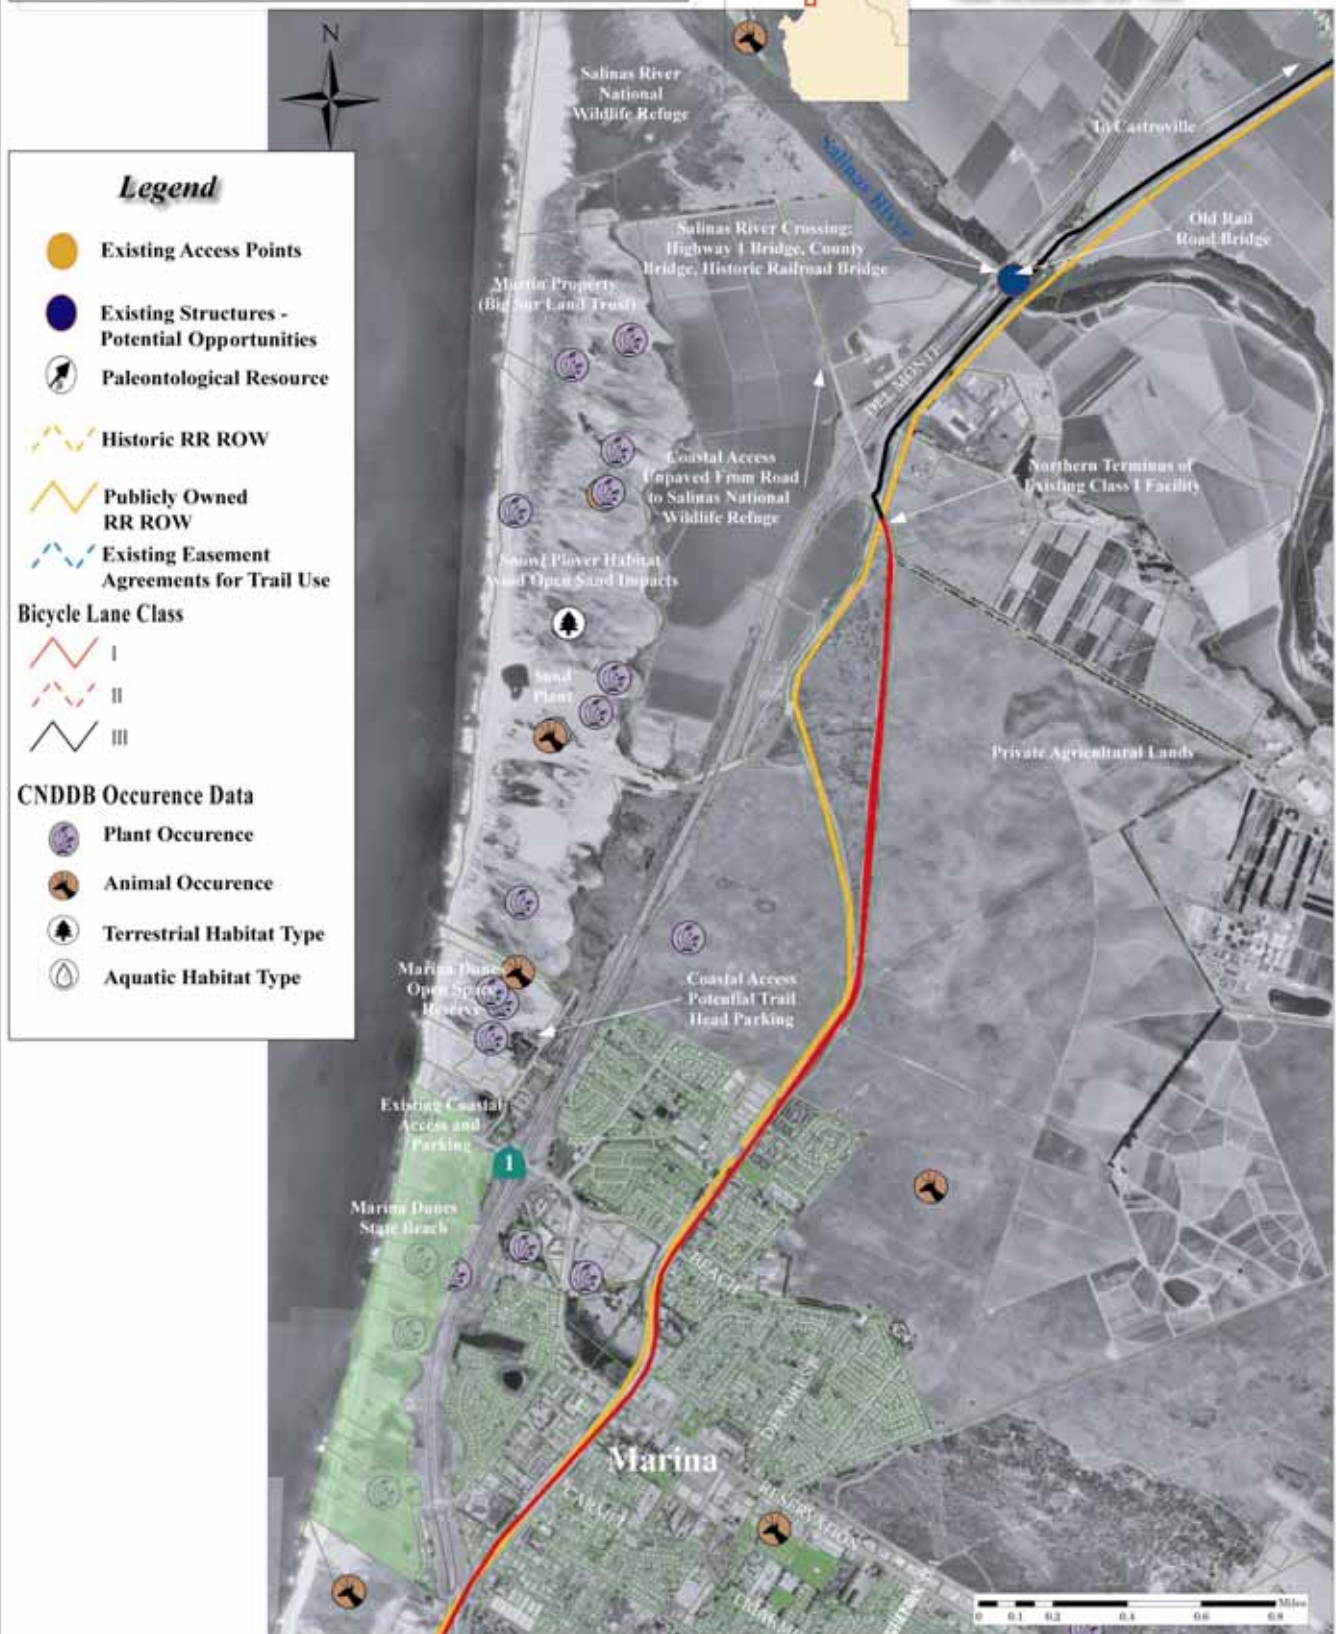 N
Salinas River
National
Wildlife Refuge
To Castroville
Salinas River
Old Rail
Road Bridge
Salinas River Crossing:
Highway 1 Bridge, County
Bridge, Historic Railroad Bridge
Martin Property
(Big Sur Land Trust)
DEL MONTE
Coastal Access
Unpaved From Road
to Salinas National
Wildlife Refuge
Northern Terminus of
Existing Class I Facility
Snowy Plover Habitat
Avoid Open Sand Impacts
Sand
Plant
Private Agricultural Lands
Marina Dunes
Open Space
Reserve
Coastal Access
Potential Trail
Head Parking
Existing Coastal
Access and
Parking
1
Marina Dunes
State Beach
BEACH
DE FOREST
Marina
CARMEL
RESERVATION
Miles
0 0.1 0.2 0.4 0.6 0.8
Legend
Existing Access Points
Existing Structures -
Potential Opportunities
Paleontological Resource
Historic RR ROW
Publicly Owned
RR ROW
Existing Easement
Agreements for Trail Use
Bicycle Lane Class
I
II
III
CNDDB Occurence Data
Plant Occurence
Animal Occurence
Terrestrial Habitat Type
Aquatic Habitat Type